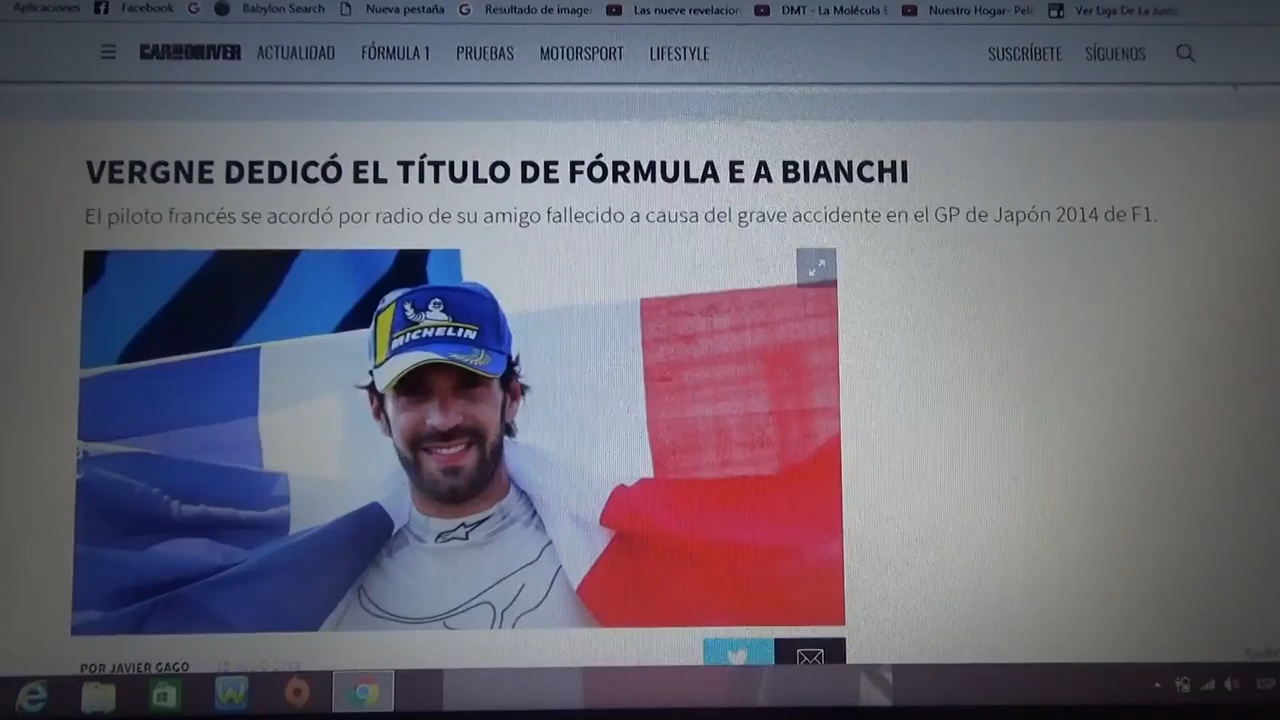 Aplicaciones Facebook Babylon Search Nueva pestaña Resultado de image Las nueve revelacion DMT - La Molécula Nuestro Hogar- Ver Liga De La
CAR AND DRIVER ACTUALIDAD FÓRMULA 1 PRUEBAS MOTORSPORT LIFESTYLE SUSCRÍBETE SÍGUENOS
VERGNE DEDICÓ EL TÍTULO DE FÓRMULA E A BIANCHI
El piloto francés se acordó por radio de su amigo fallecido a causa del grave accidente en el GP de Japón 2014 de F1.
MICHELIN
POR JAVIER GAGO